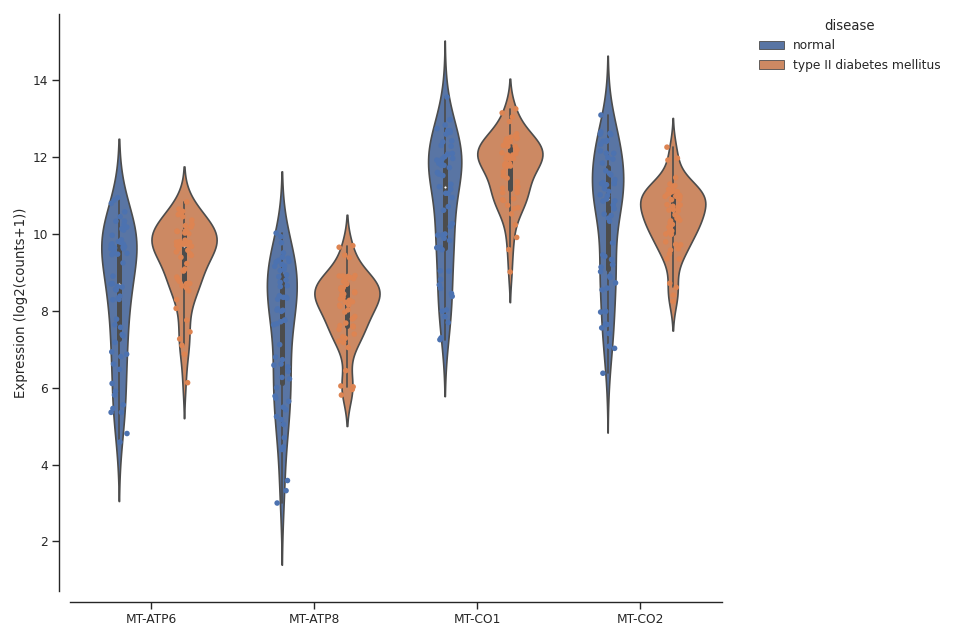 disease
normal
type II diabetes mellitus
Expression (log2(counts+1))
14
12
10
8
6
4
2
MT-ATP6
MT-ATP8
MT-CO1
MT-CO2